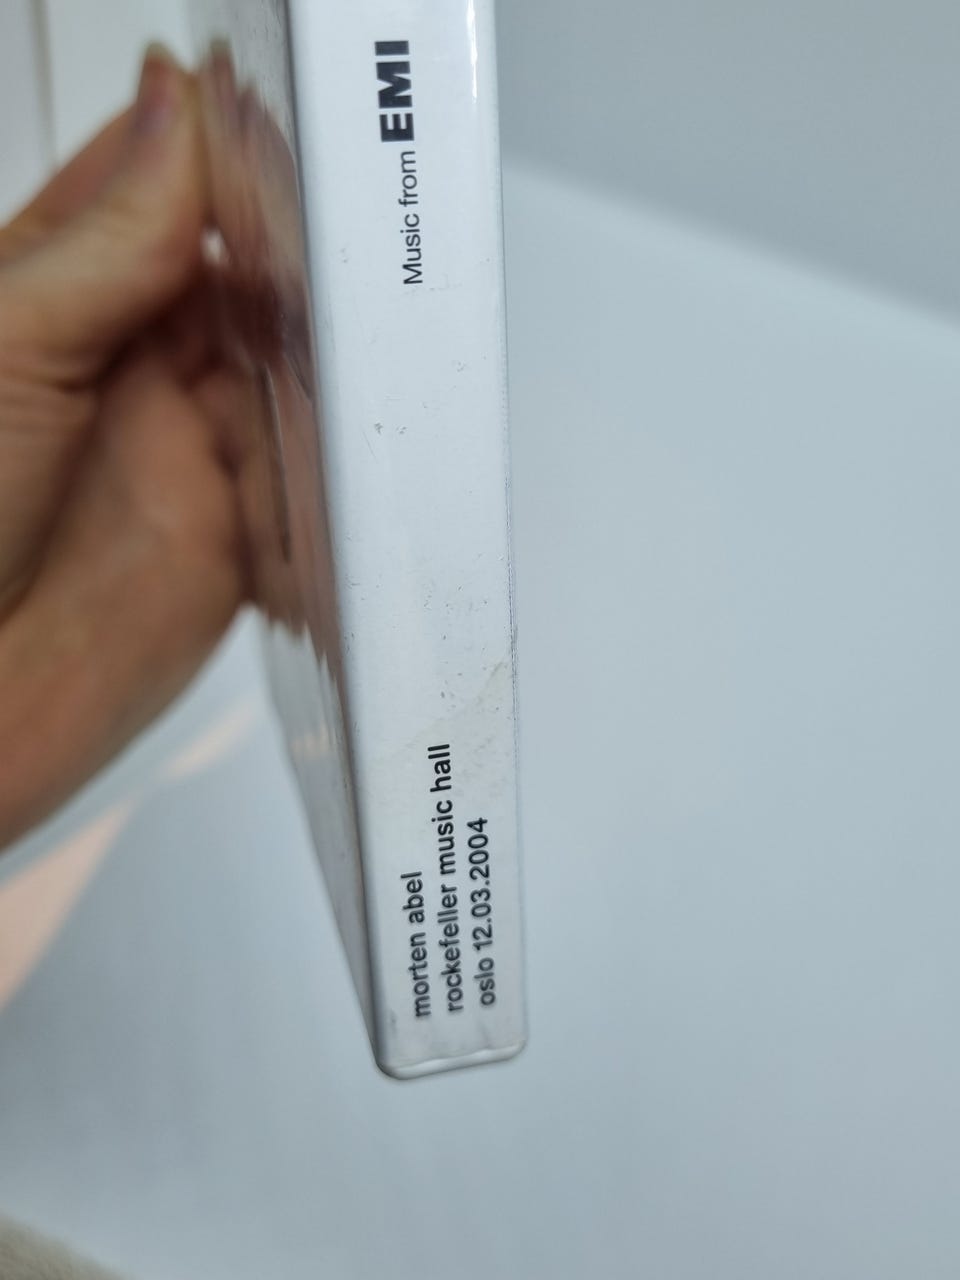 morten abel
rockefeller music hall
oslo 12.03.2004
Music from EMI